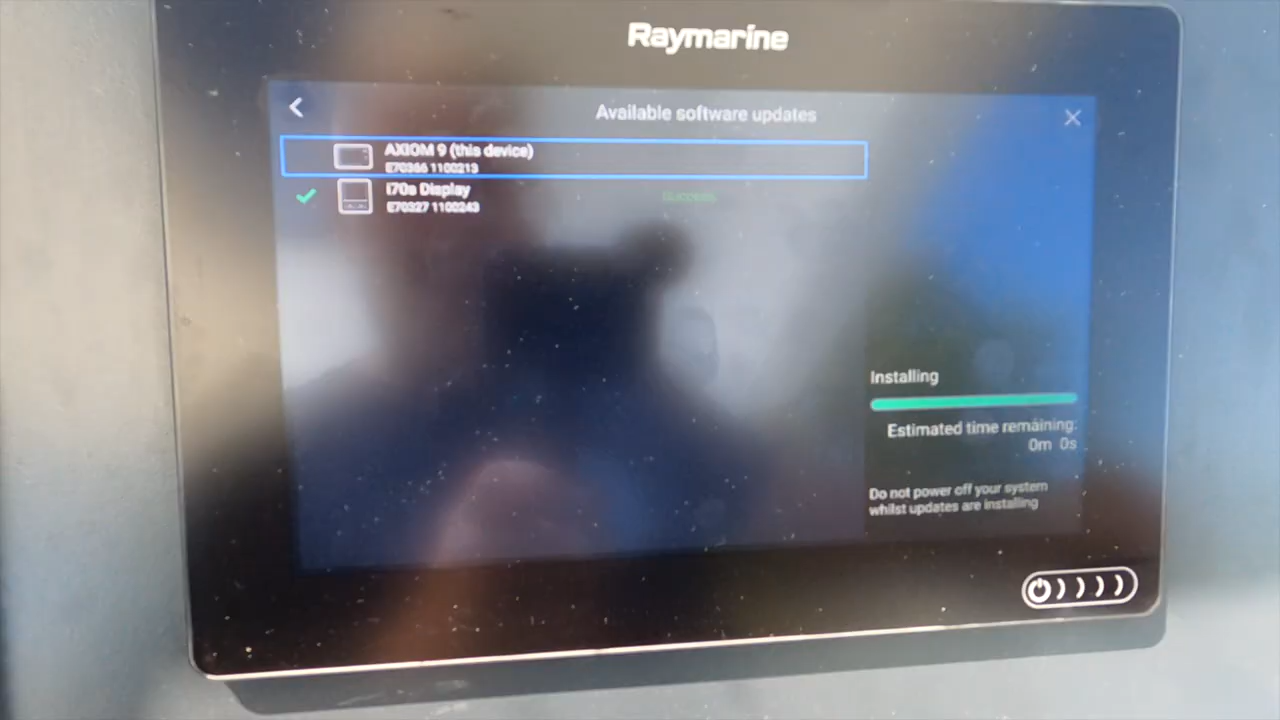 Raymarine
Available software updates
AXIOM 9 (this device)
E70366 1100213
i70s Display
E70327 1100243
Success
Installing
Estimated time remaining:
0m 0s
Do not power off your system
whilst updates are installing